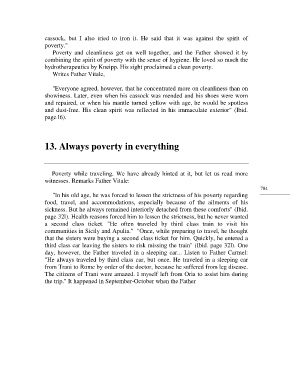 cassock, but I also tried to iron it. He said that it was against the spirit of
poverty."
Poverty and cleanliness get on well together, and the Father showed it by
combining the spirit of poverty with the sense of hygiene. He loved so much the
hydrotherapeutics by Kneipp. His sight proclaimed a clean poverty.
Writes Father Vitale,
"Everyone agreed, however, that he concentrated more on cleanliness than on
showiness. Later, even when his cassock was mended and his shoes were worn
and repaired, or when his mantle turned yellow with age, he would be spotless
and dust-free. His clean spirit was reflected in his immaculate exterior" (Ibid.
page 16).
13. Always poverty in everything
Poverty while traveling. We have already hinted at it, but let us read more
witnesses. Remarks Father Vitale:
781
"In his old age, he was forced to lessen the strictness of his poverty regarding
food, travel, and accommodations, especially because of the ailments of his
sickness. But he always remained interiorly detached from these comforts" (Ibid.
page 320). Health reasons forced him to lessen the strictness, but he never wanted
a second class ticket. "He often traveled by third class train to visit his
communities in Sicily and Apulia." "Once, while preparing to travel, he thought
that the sisters were buying a second class ticket for him. Quickly, he entered a
third class car leaving the sisters to risk missing the train" (Ibid. page 320). One
day, however, the Father traveled in a sleeping car... Listen to Father Carmel:
"He always traveled by third class car, but once. He traveled in a sleeping car
from Trani to Rome by order of the doctor, because he suffered from leg disease.
The citizens of Trani were amazed. I myself left from Oria to assist him during
the trip." It happened in September-October when the Father